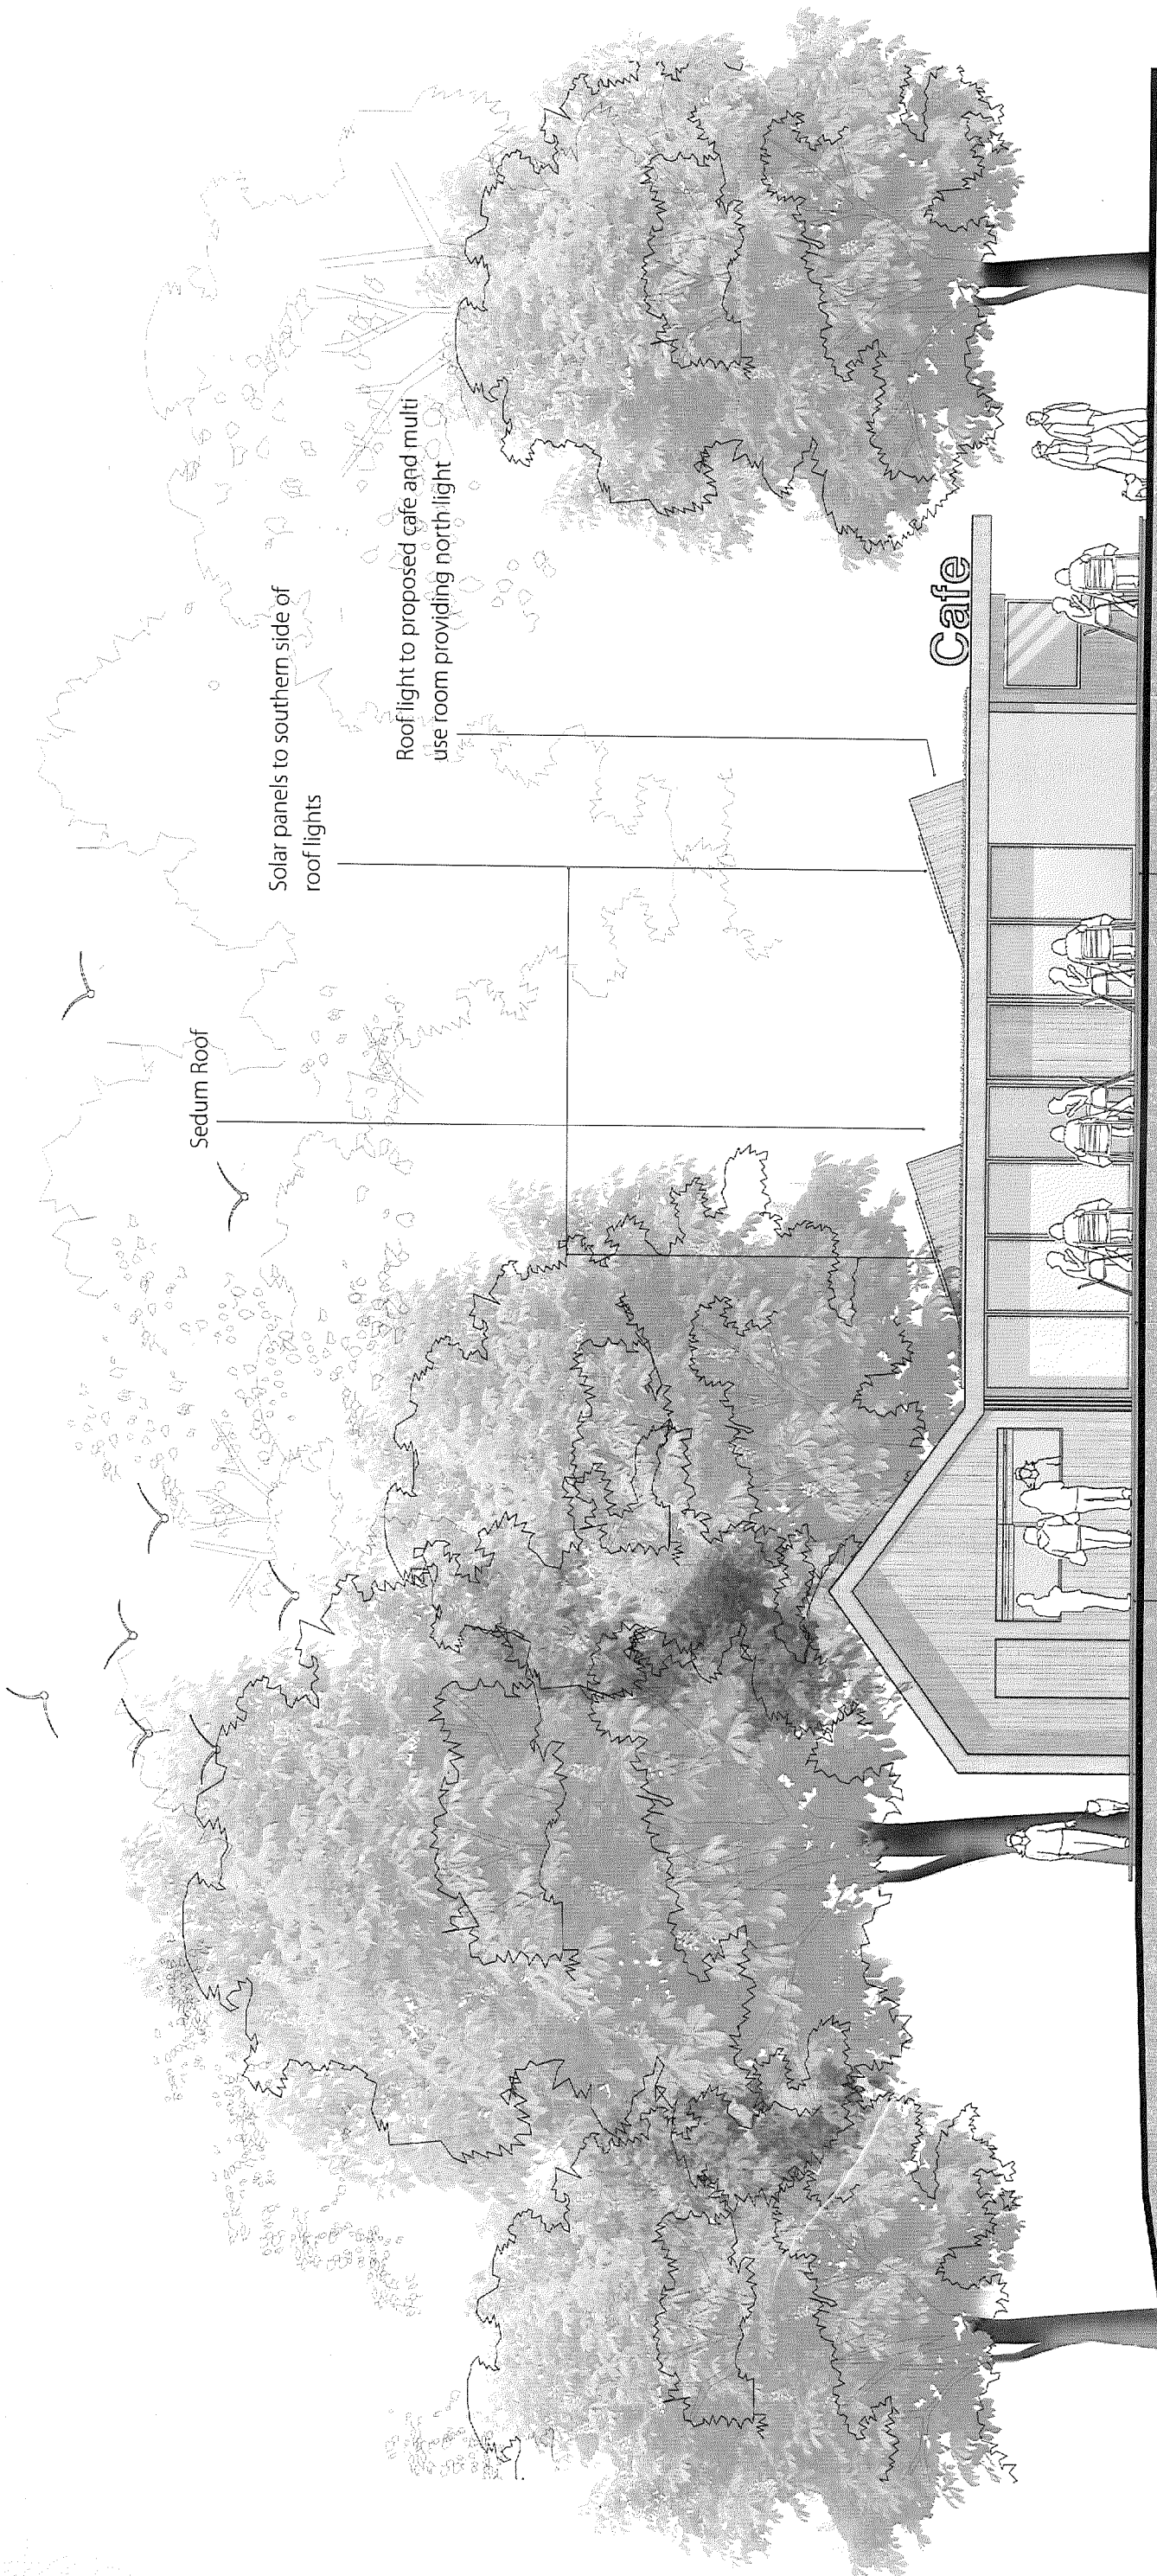 Sedum Roof
Solar panels to southern side of
roof lights
Roof light to proposed cafe and multi
use room providing north light
Cafe